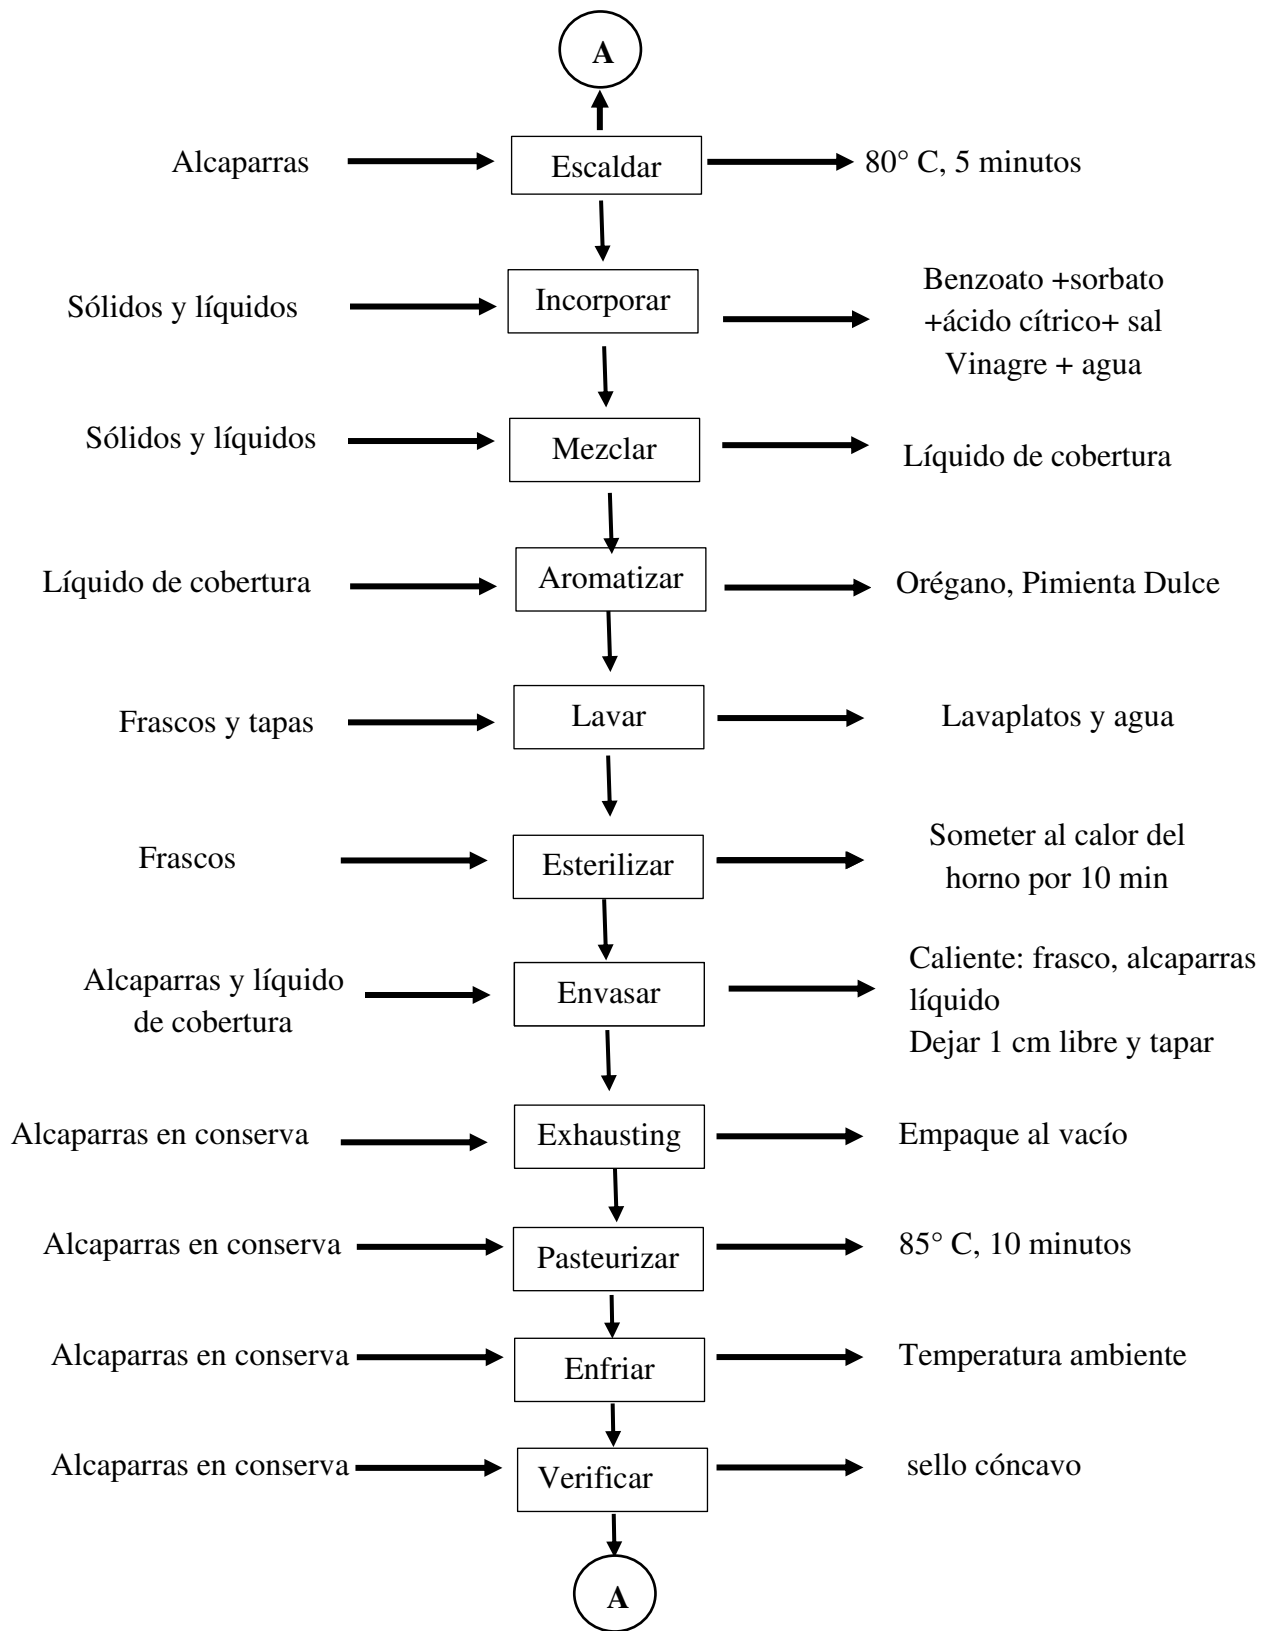 A
Alcaparras
Escaldar
80° C, 5 minutos
Sólidos y líquidos
Incorporar
Benzoato +sorbato
+ácido cítrico+ sal
Vinagre + agua
Sólidos y líquidos
Mezclar
Líquido de cobertura
Líquido de cobertura
Aromatizar
Orégano, Pimienta Dulce
Frascos y tapas
Lavar
Lavaplatos y agua
Frascos
Esterilizar
Someter al calor del
horno por 10 min
Alcaparras y líquido
de cobertura
Envasar
Caliente: frasco, alcaparras
líquido
Dejar 1 cm libre y tapar
Alcaparras en conserva
Exhausting
Empaque al vacío
Alcaparras en conserva
Pasteurizar
85° C, 10 minutos
Alcaparras en conserva
Enfriar
Temperatura ambiente
Alcaparras en conserva
Verificar
sello cóncavo
A